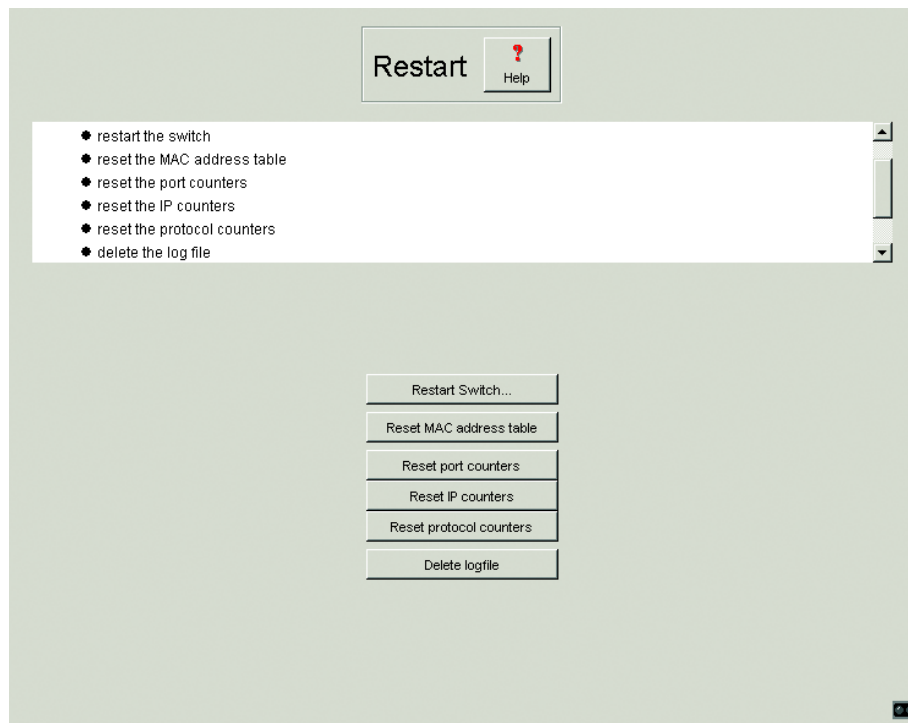 Restart
?
Help
restart the switch
reset the MAC address table
reset the port counters
reset the IP counters
reset the protocol counters
delete the log file
Restart Switch...
Reset MAC address table
Reset port counters
Reset IP counters
Reset protocol counters
Delete logfile